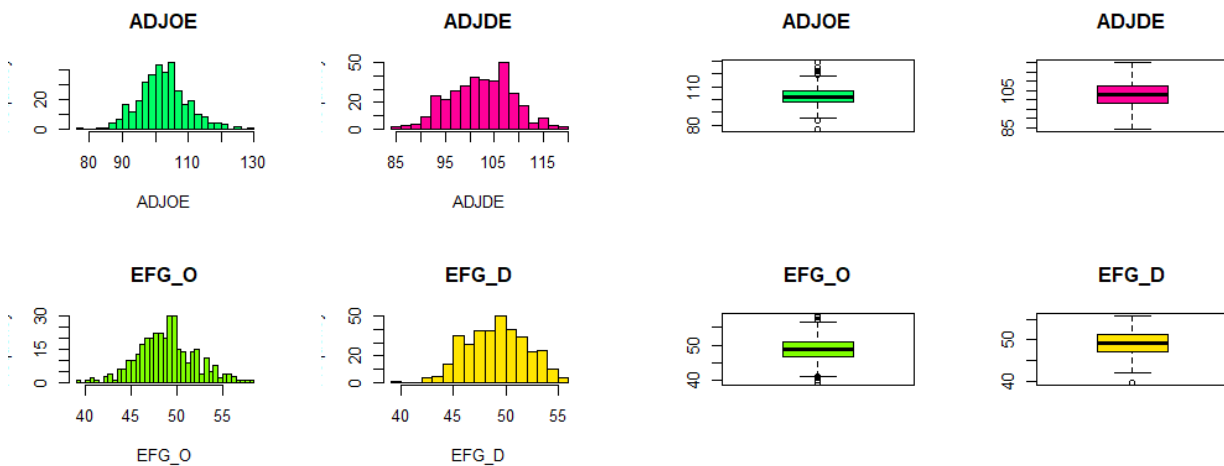 ADJOE ADJDE ADJOE ADJDE
0 20
80 90 110 130
ADJOE
0 20 50
85 95 105 115
ADJDE
80 110
85 105
EFG_O EFG_D EFG_O EFG_D
0 15 30
40 45 50 55
EFG_O
0 20 50
40 45 50 55
EFG_D
40 50
40 50